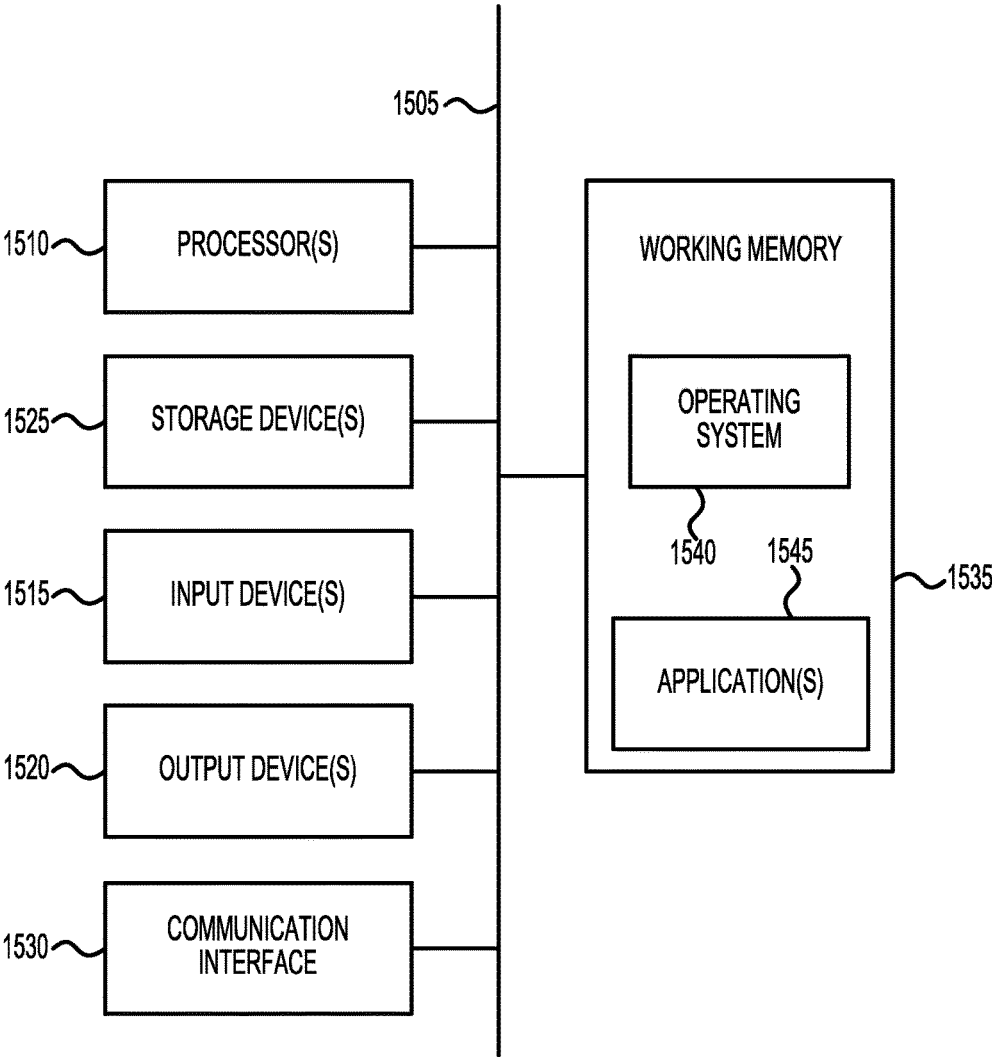 1505
1510
PROCESSOR(S)
WORKING MEMORY
1525
STORAGE DEVICE(S)
OPERATING
SYSTEM
1540
1545
1515
INPUT DEVICE(S)
1535
APPLICATION(S)
1520
OUTPUT DEVICE(S)
1530
COMMUNICATION
INTERFACE